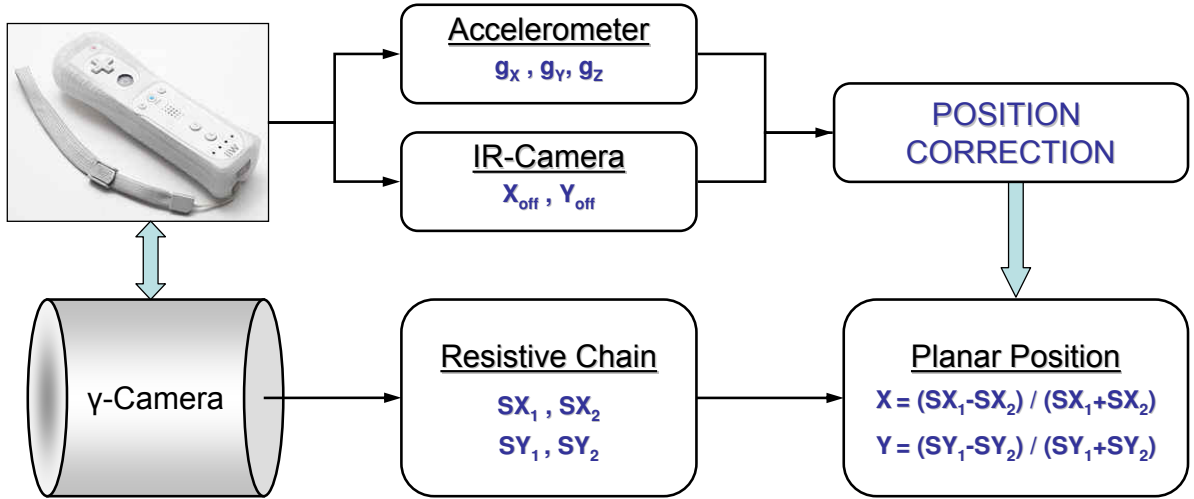 Accelerometer
gX , gY, gZ
IR-Camera
Xoff , Yoff
POSITION
CORRECTION
Wii
γ-Camera
Resistive Chain
SX1 , SX2
SY1 , SY2
Planar Position
X = (SX1-SX2) / (SX1+SX2)
Y = (SY1-SY2) / (SY1+SY2)